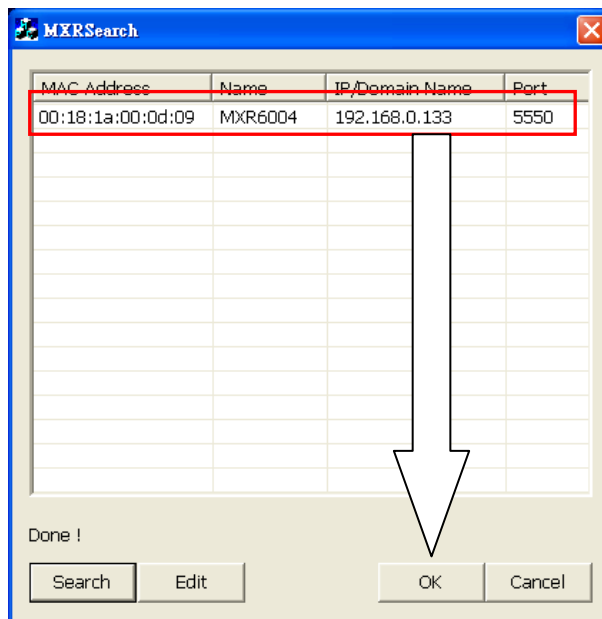 MXRSearch
MAC Address Name IP/Domain Name Port
00:18:1a:00:0d:09 MXR6004 192.168.0.133 5550
Done !
Search Edit OK Cancel